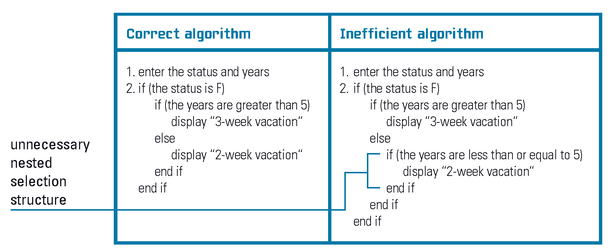 Correct algorithm
1. enter the status and years
2. if (the status is F)
if (the years are greater than 5)
display “3-week vacation”
else
display “2-week vacation”
end if
end if
Inefficient algorithm
1. enter the status and years
2. if (the status is F)
if (the years are greater than 5)
display “3-week vacation”
else
if (the years are less than or equal to 5)
display “2-week vacation”
end if
end if
end if
unnecessary
nested
selection
structure